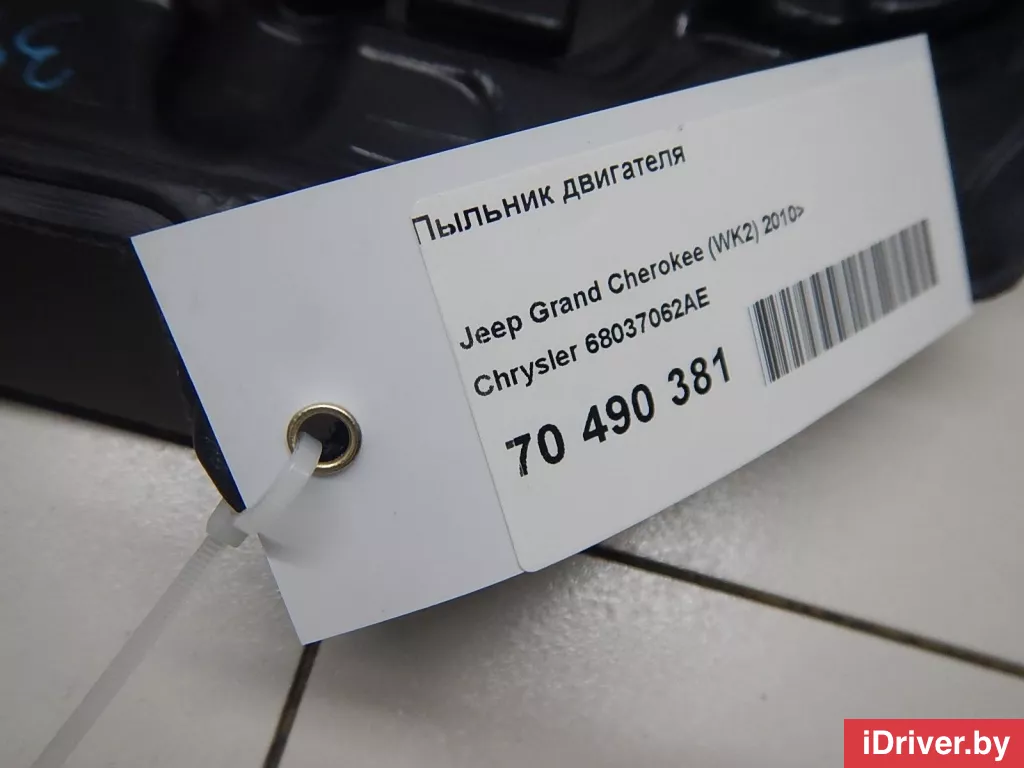 Пыльник двигателя
Jeep Grand Cherokee (WK2) 2010>
Chrysler 68037062AE
70 490 381
iDriver.by